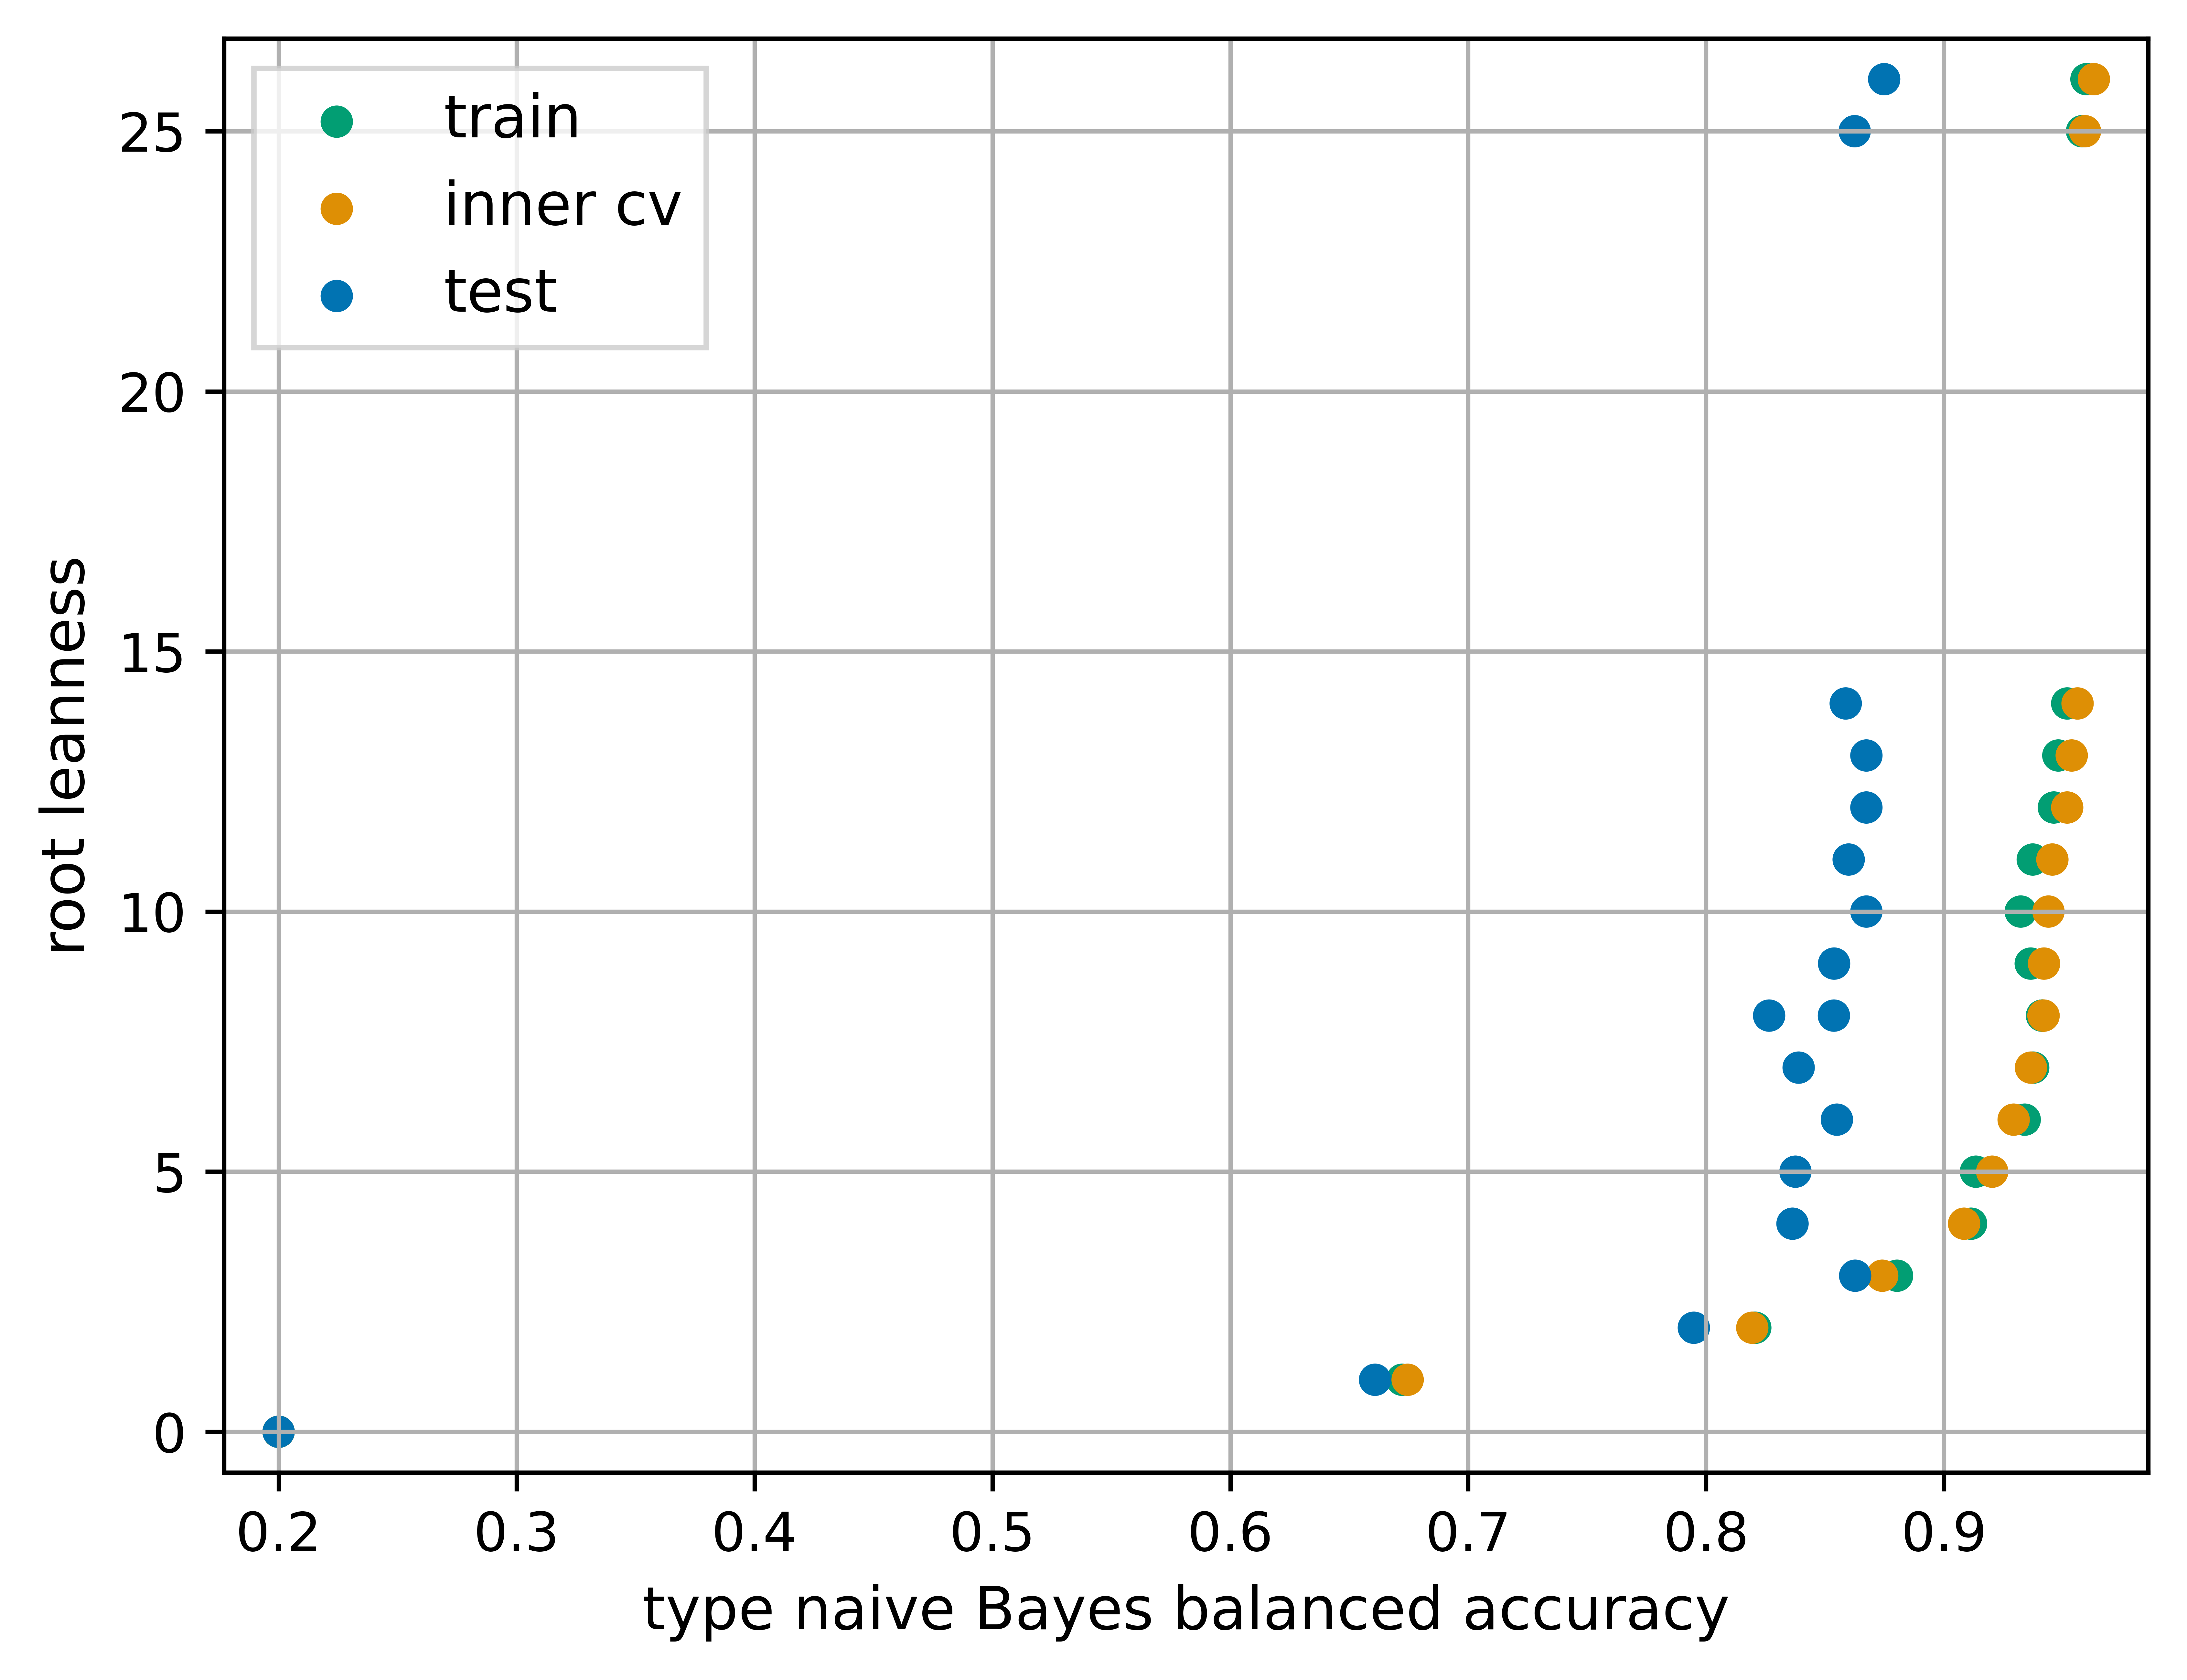 train
inner cv
test
25
20
15
10
5
0
root leanness
0.2 0.3 0.4 0.5 0.6 0.7 0.8 0.9
type naive Bayes balanced accuracy